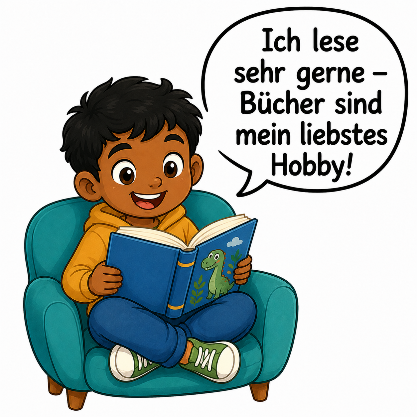 Ich lese
sehr gerne –
Bücher sind
mein liebstes
Hobby!